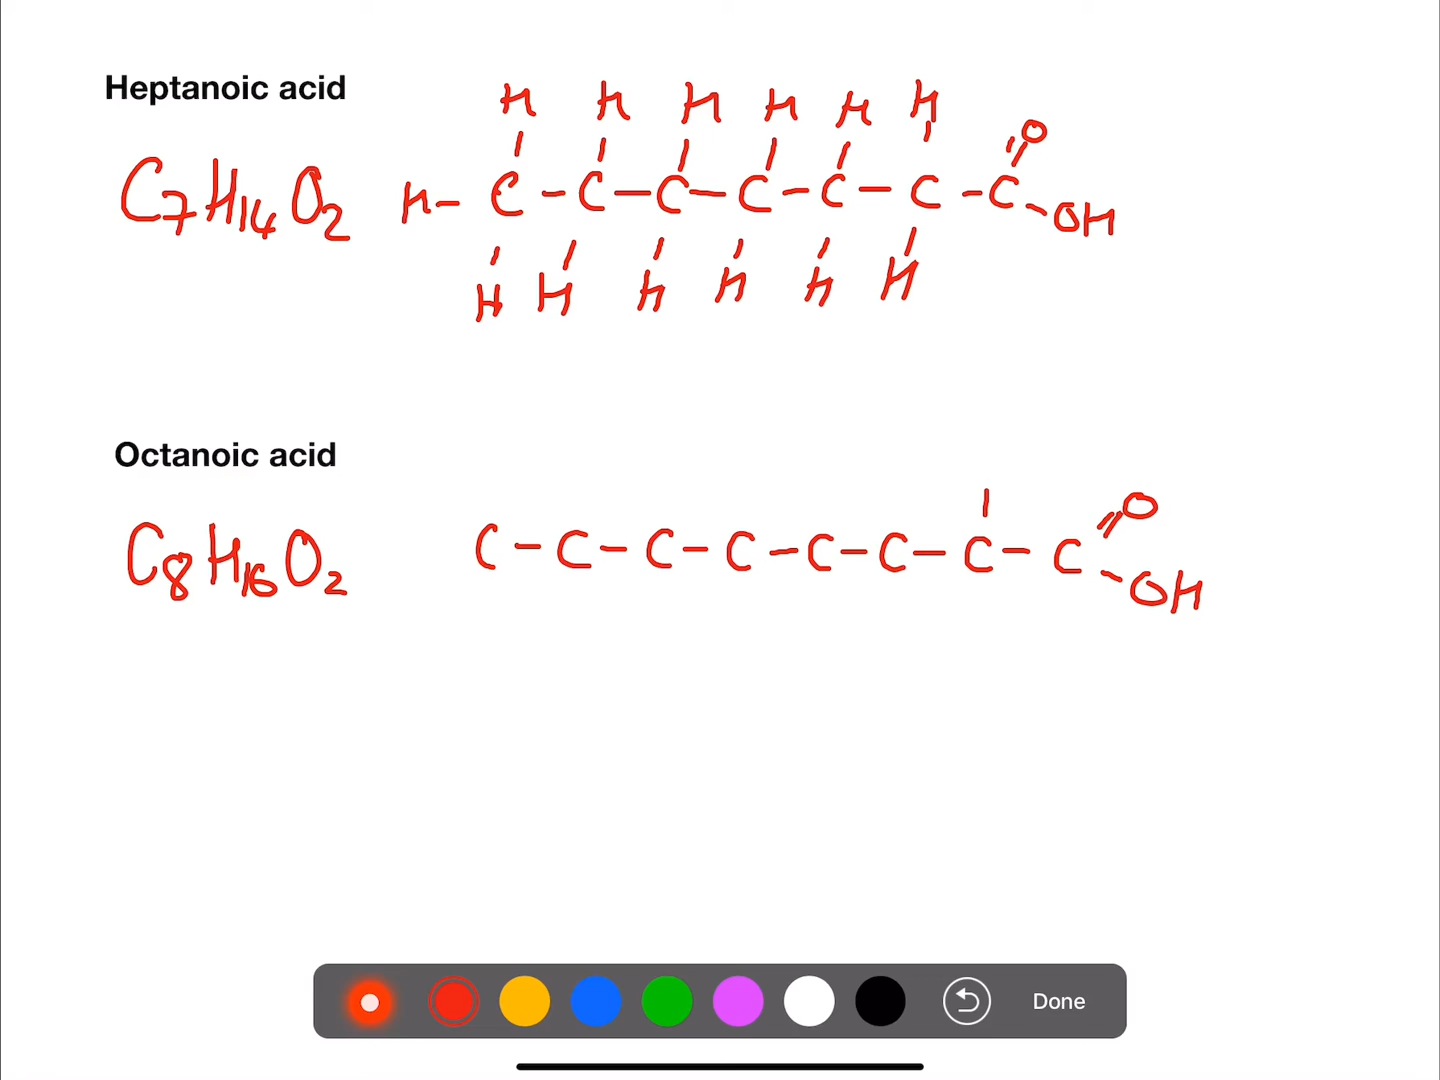 Heptanoic acid
H H H H H H O
C7H14O2 H- C - C - C - C - C - C - C - OH
H H H H H H
Octanoic acid
C8H16O2 C - C - C - C - C - C - C - C O
OH
Done